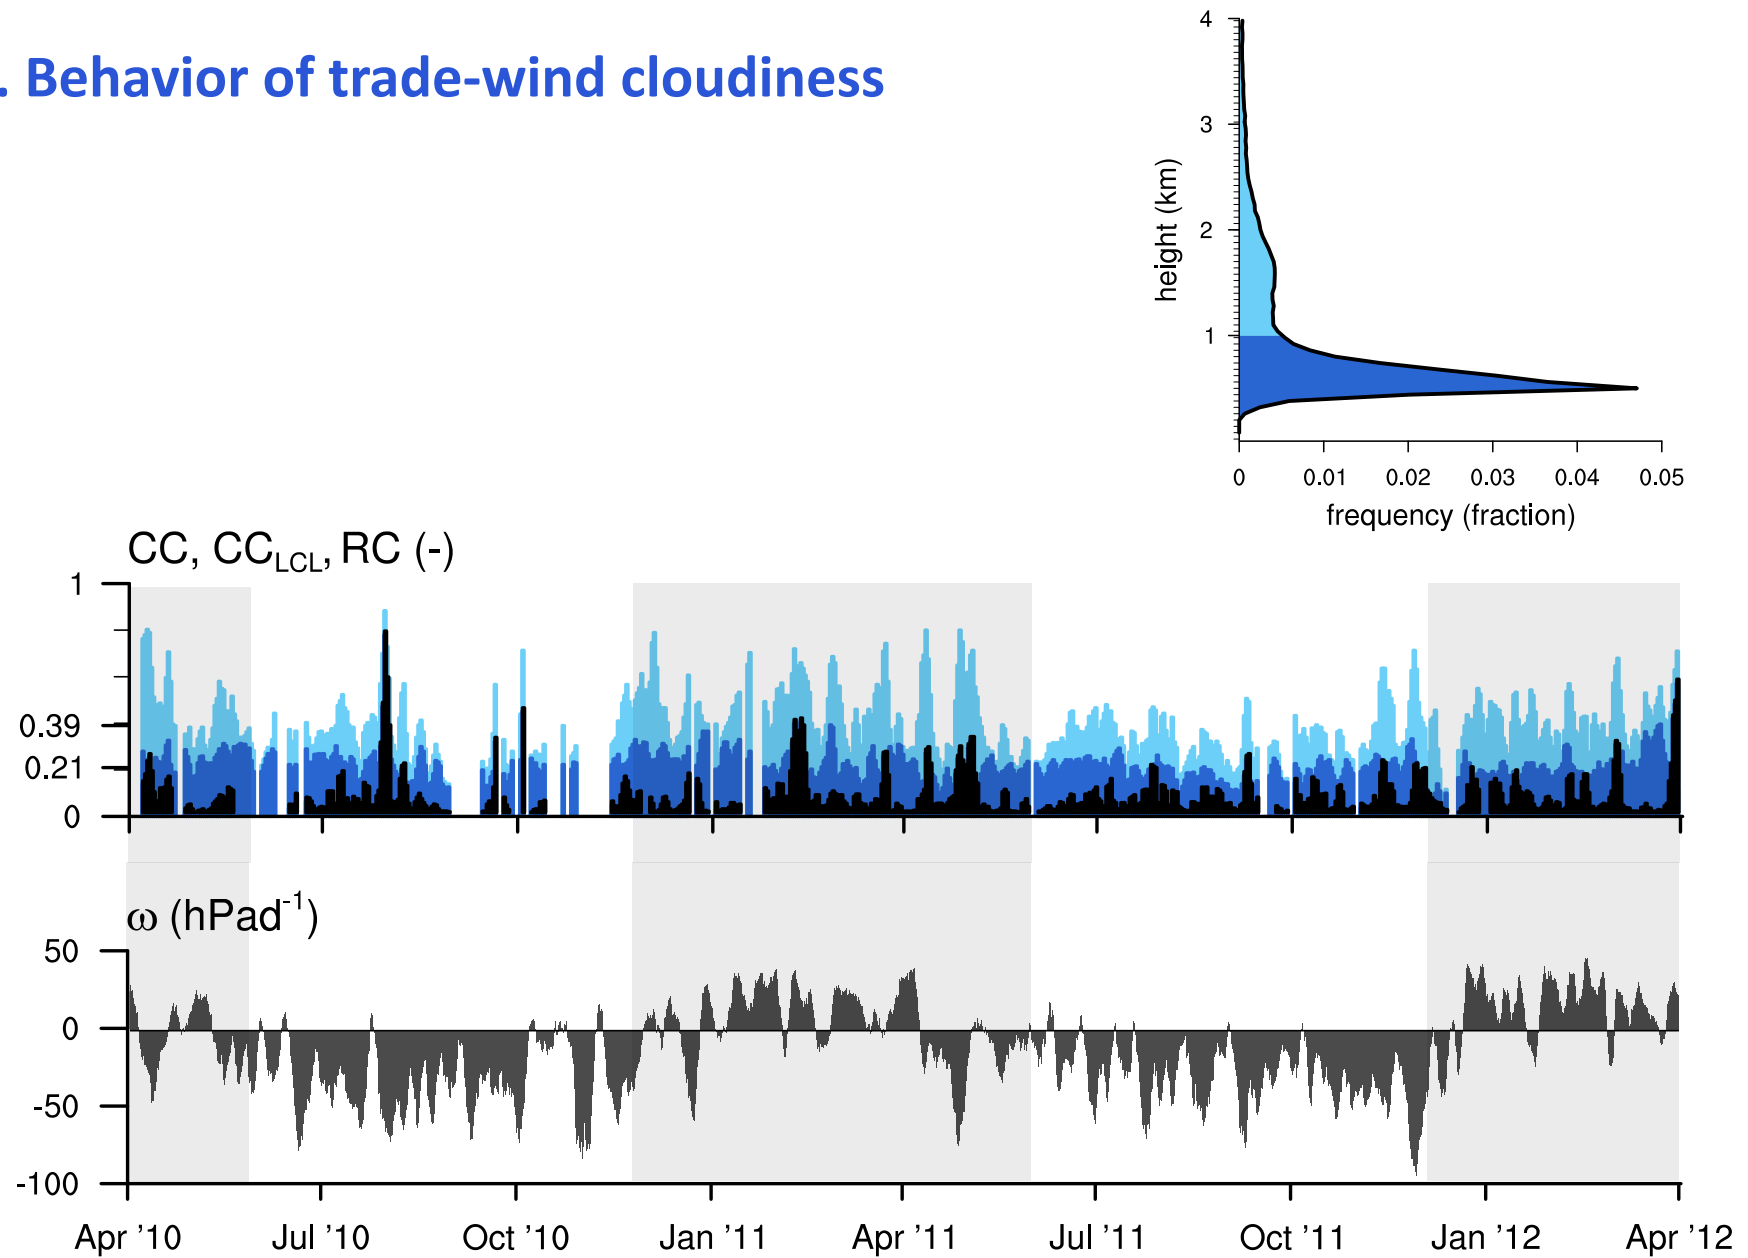 . Behavior of trade-wind cloudiness
4
3
2
1
height (km)
0 0.01 0.02 0.03 0.04 0.05
frequency (fraction)
CC, CCLCL, RC (-)
1
0.39
0.21
0
ω (hPad-1)
50
0
-50
-100
Apr '10 Jul '10 Oct '10 Jan '11 Apr '11 Jul '11 Oct '11 Jan '12 Apr '12